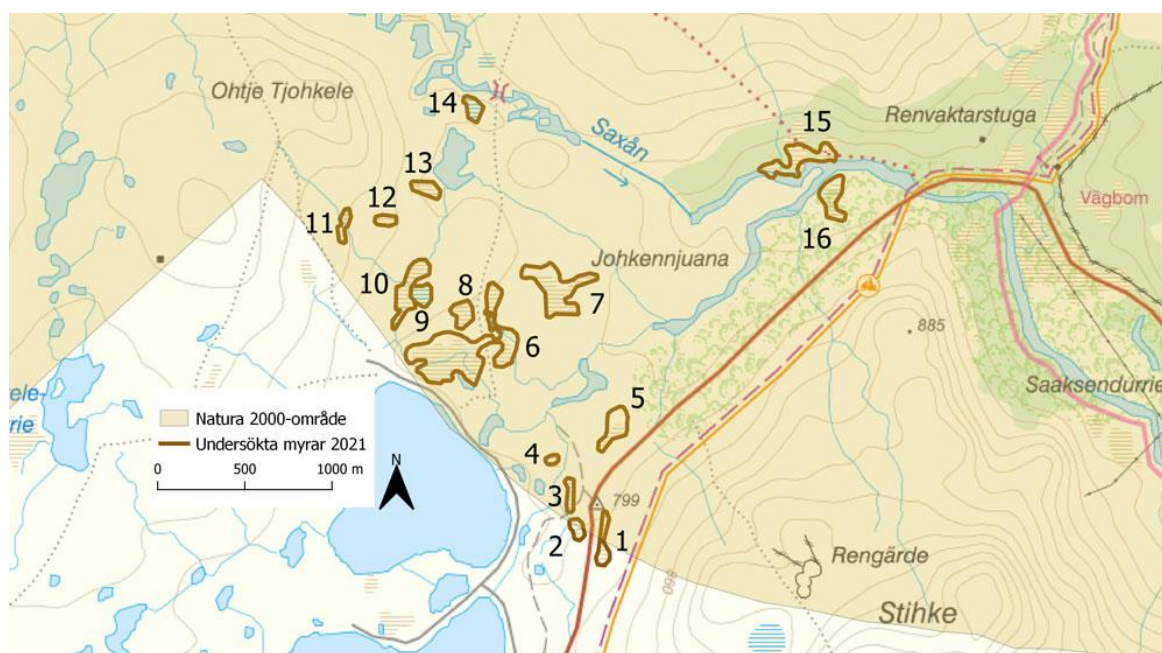 Ohtje Tjohkele
14
Saxån
15
Renvaktarstuga
13
12
11
Vägbom
16
Johkennjuana
10
8
7
9
6
885
Saaksendurrie
5
Natura 2000-område
Undersökta myrar 2021
0 500 1000 m
N
4
3
799
2
1
Rengärde
Stihke